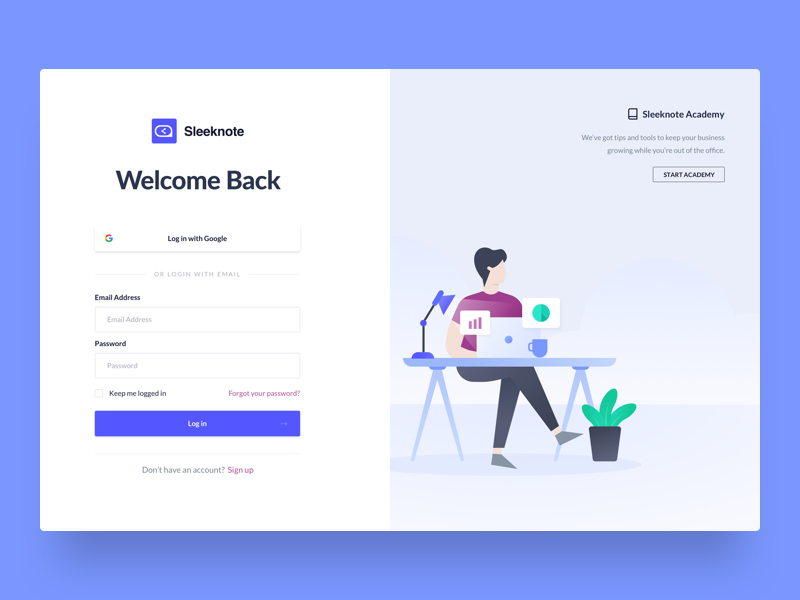 Sleeknote
Welcome Back
Log in with Google
OR LOGIN WITH EMAIL
Email Address
Email Address
Password
Password
Keep me logged in
Forgot your password?
Log in
Don't have an account? Sign up
Sleeknote Academy
We've got tips and tools to keep your business
growing while you're out of the office.
START ACADEMY